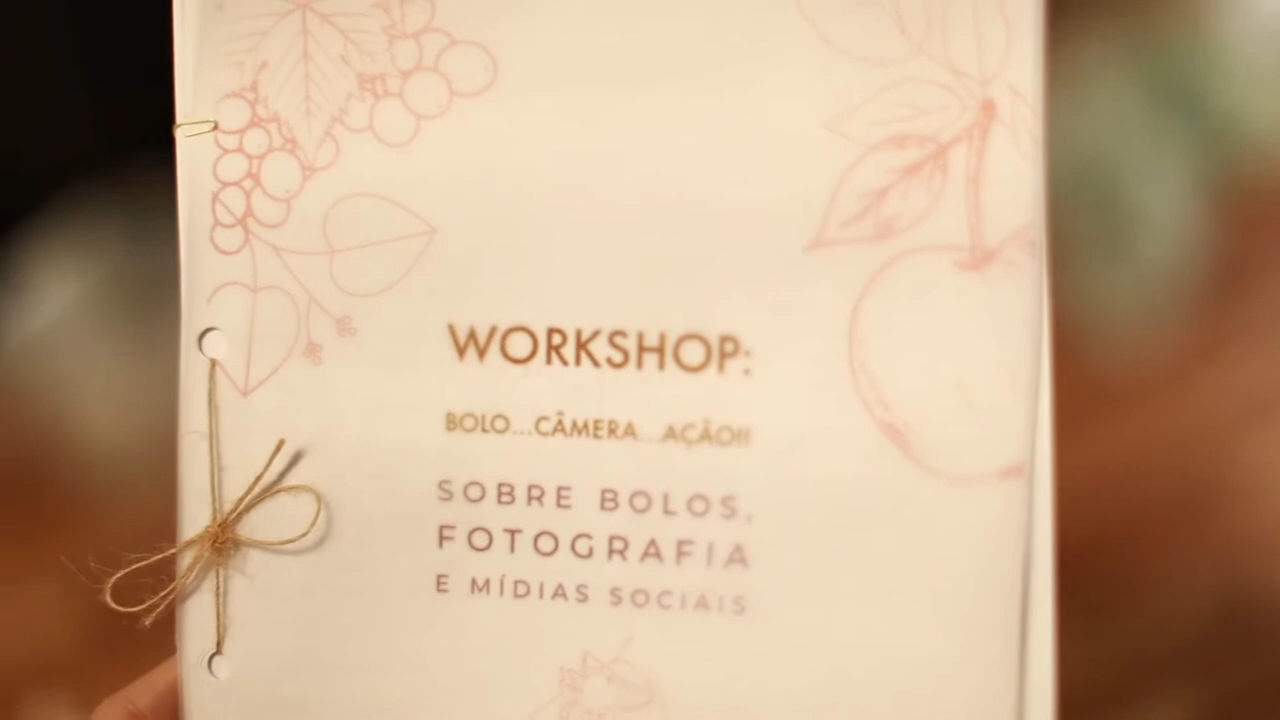 WORKSHOP:
BOLO...CÂMERA...AÇÃO!!
SOBRE BOLOS,
FOTOGRAFIA
E MÍDIAS SOCIAIS